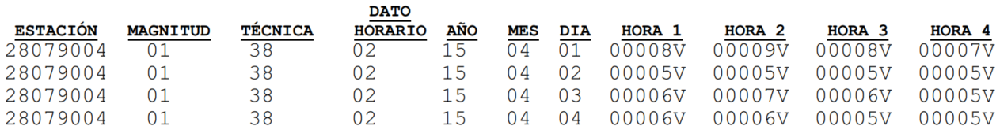 DATO
ESTACIÓN MAGNITUD TÉCNICA HORARIO AÑO MES DIA HORA 1 HORA 2 HORA 3 HORA 4
28079004 01 38 02 15 04 01 00008V 00009V 00008V 00007V
28079004 01 38 02 15 04 02 00005V 00005V 00005V 00005V
28079004 01 38 02 15 04 03 00006V 00007V 00006V 00005V
28079004 01 38 02 15 04 04 00006V 00006V 00005V 00005V